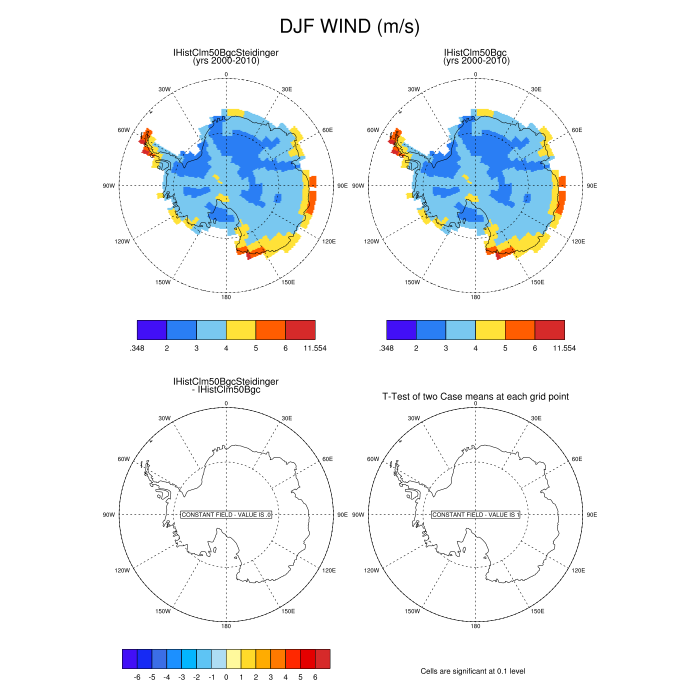 DJF WIND (m/s)
IHistClm50BgcSteidinger
(yrs 2000-2010)
0
30W
30E
60W
60E
90W
90E
120W
120E
150W
150E
180
.348 2 3 4 5 6 11.554
IHistClm50Bgc
(yrs 2000-2010)
0
30W
30E
60W
60E
90W
90E
120W
120E
150W
150E
180
.348 2 3 4 5 6 11.554
IHistClm50BgcSteidinger
- IHistClm50Bgc
0
30W
30E
60W
60E
90W
90E
CONSTANT FIELD - VALUE IS .0
120W
120E
150W
150E
180
-6 -5 -4 -3 -2 -1 0 1 2 3 4 5 6
T-Test of two Case means at each grid point
0
30W
30E
60W
60E
90W
90E
CONSTANT FIELD - VALUE IS 1
120W
120E
150W
150E
180
Cells are significant at 0.1 level